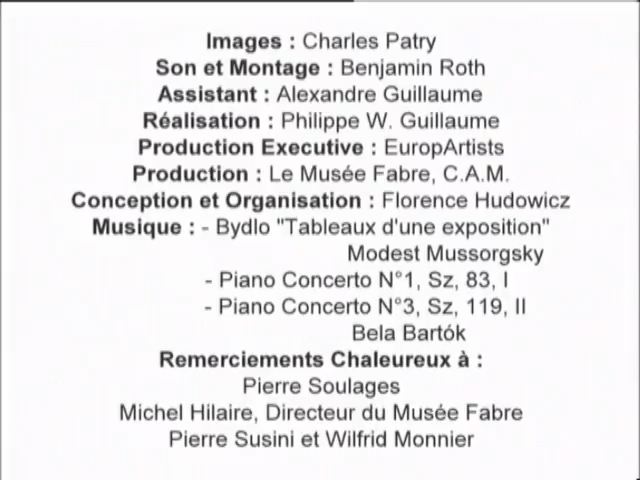 Images : Charles Patry
Son et Montage : Benjamin Roth
Assistant : Alexandre Guillaume
Réalisation : Philippe W. Guillaume
Production Executive : EuropArtists
Production : Le Musée Fabre, C.A.M.
Conception et Organisation : Florence Hudowicz
Musique : - Bydlo "Tableaux d'une exposition"
Modest Mussorgsky
- Piano Concerto N°1, Sz, 83, I
- Piano Concerto N°3, Sz, 119, II
Bela Bartók
Remerciements Chaleureux à :
Pierre Soulages
Michel Hilaire, Directeur du Musée Fabre
Pierre Susini et Wilfrid Monnier